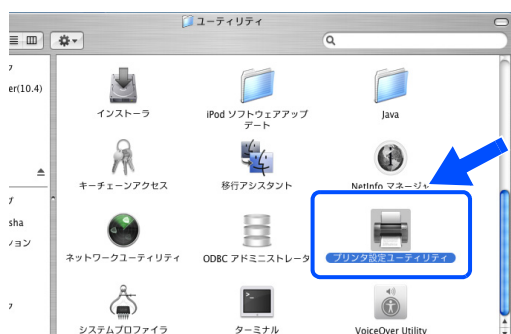 ユーティリティ
er(10.4)
インストーラ
iPod ソフトウェアアップ
デート
Java
キーチェーンアクセス
移行アシスタント
NetInfo マネージャ
sha
ション
ネットワークユーティリティ
ODBC アドミニストレータ
プリンタ設定ユーティリティ
システムプロファイラ
ターミナル
VoiceOver Utility